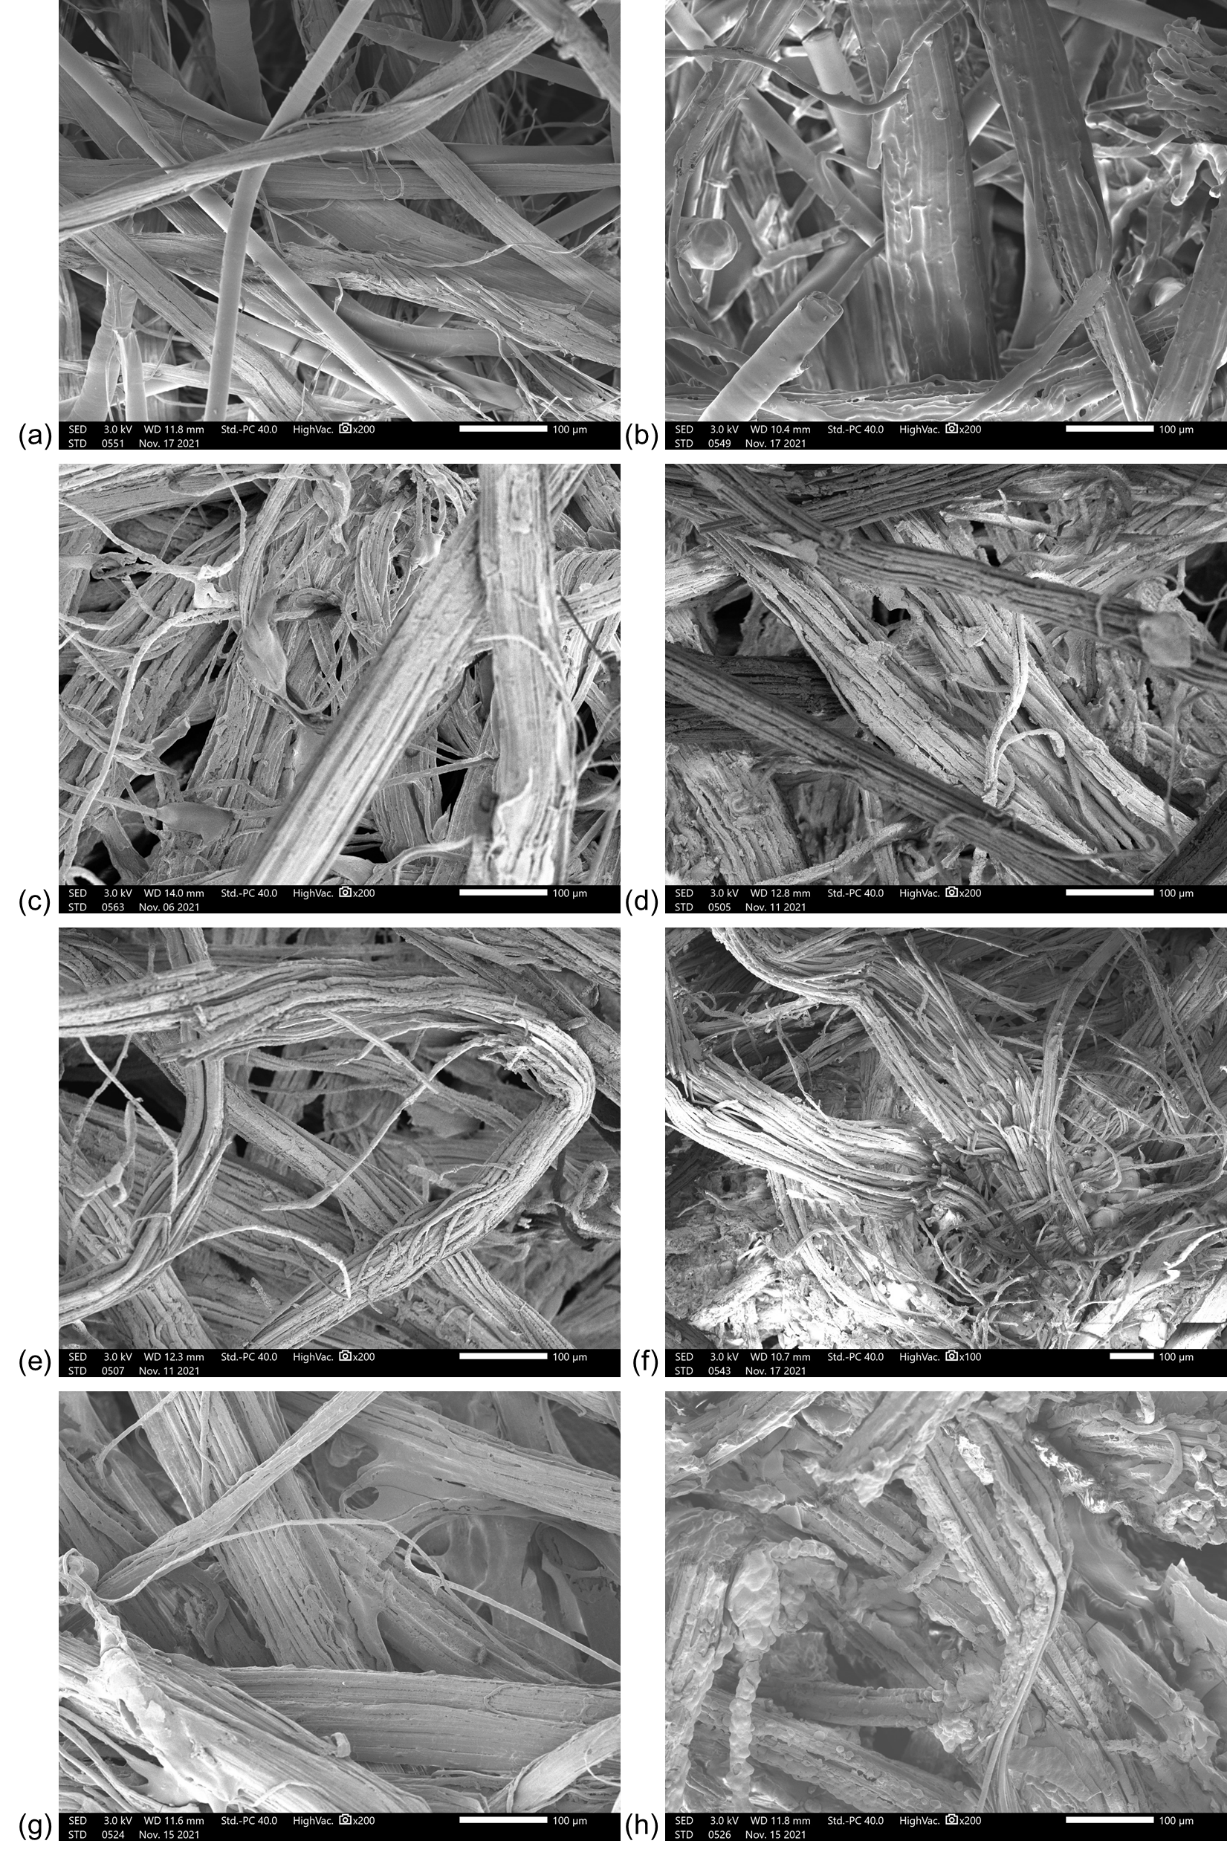 (a)
SED 3.0 kV WD 11.8 mm Std.-PC 40.0 HighVac. x200 100 µm
STD 0551 Nov. 17 2021
(b)
SED 3.0 kV WD 10.4 mm Std.-PC 40.0 HighVac. x200 100 µm
STD 0549 Nov. 17 2021
(c)
SED 3.0 kV WD 14.0 mm Std.-PC 40.0 HighVac. x200 100 µm
STD 0563 Nov. 06 2021
(d)
SED 3.0 kV WD 12.8 mm Std.-PC 40.0 HighVac. x200 100 µm
STD 0505 Nov. 11 2021
(e)
SED 3.0 kV WD 12.3 mm Std.-PC 40.0 HighVac. x200 100 µm
STD 0507 Nov. 11 2021
(f)
SED 3.0 kV WD 10.7 mm Std.-PC 40.0 HighVac. x100 100 µm
STD 0543 Nov. 17 2021
(g)
SED 3.0 kV WD 11.6 mm Std.-PC 40.0 HighVac. x200 100 µm
STD 0524 Nov. 15 2021
(h)
SED 3.0 kV WD 11.8 mm Std.-PC 40.0 HighVac. x200 100 µm
STD 0526 Nov. 15 2021